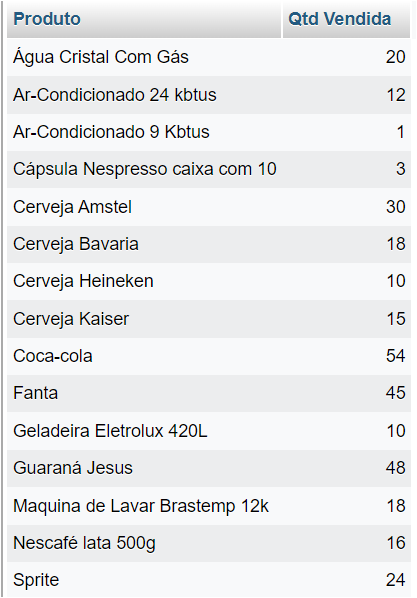 Produto Qtd Vendida
Água Cristal Com Gás 20
Ar-Condicionado 24 kbtus 12
Ar-Condicionado 9 Kbtus 1
Cápsula Nespresso caixa com 10 3
Cerveja Amstel 30
Cerveja Bavaria 18
Cerveja Heineken 10
Cerveja Kaiser 15
Coca-cola 54
Fanta 45
Geladeira Eletrolux 420L 10
Guaraná Jesus 48
Maquina de Lavar Brastemp 12k 18
Nescafé lata 500g 16
Sprite 24